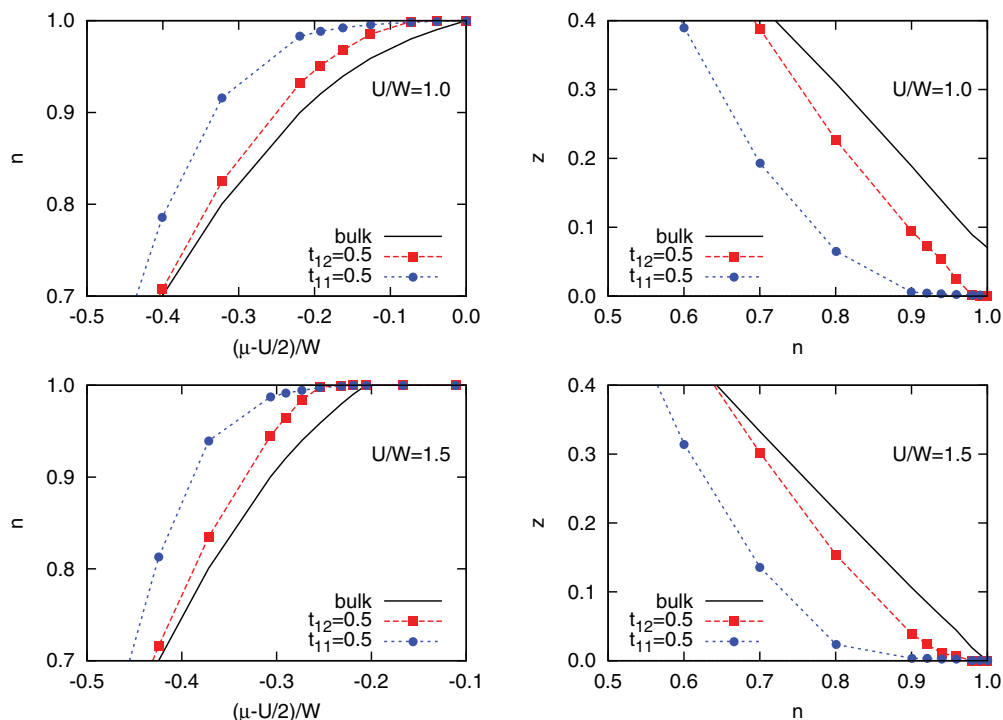 1.0
0.9
0.8
0.7
n
U/W=1.0
bulk
t₁₂=0.5
t₁₁=0.5
-0.5 -0.4 -0.3 -0.2 -0.1 0.0
(μ-U/2)/W
0.4
0.3
0.2
0.1
0.0
z
U/W=1.0
bulk
t₁₂=0.5
t₁₁=0.5
0.5 0.6 0.7 0.8 0.9 1.0
n
1.0
0.9
0.8
0.7
n
U/W=1.5
bulk
t₁₂=0.5
t₁₁=0.5
-0.5 -0.4 -0.3 -0.2 -0.1
(μ-U/2)/W
0.4
0.3
0.2
0.1
0.0
z
U/W=1.5
bulk
t₁₂=0.5
t₁₁=0.5
0.5 0.6 0.7 0.8 0.9 1.0
n